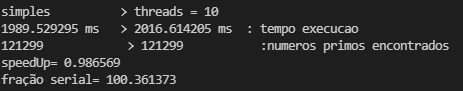 simples > threads = 10
1989.529295 ms > 2016.614205 ms : tempo execucao
121299 > 121299 :numeros primos encontrados
speedUp= 0.986569
fração serial= 100.361373